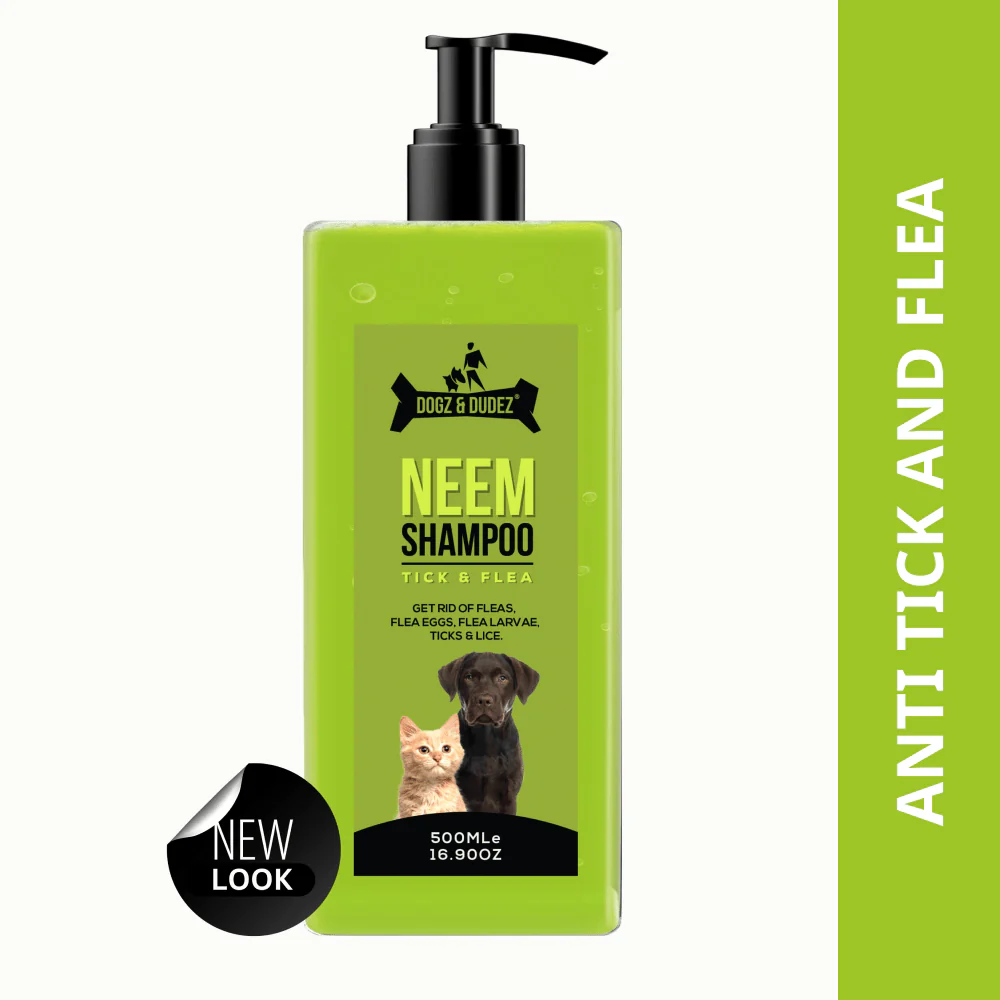 DOGZ & DUDEZ®
NEEM
SHAMPOO
TICK & FLEA
GET RID OF FLEAS,
FLEA EGGS, FLEA LARVAE,
TICKS & LICE.
500MLe
16.90OZ
NEW
LOOK
ANTI TICK AND FLEA